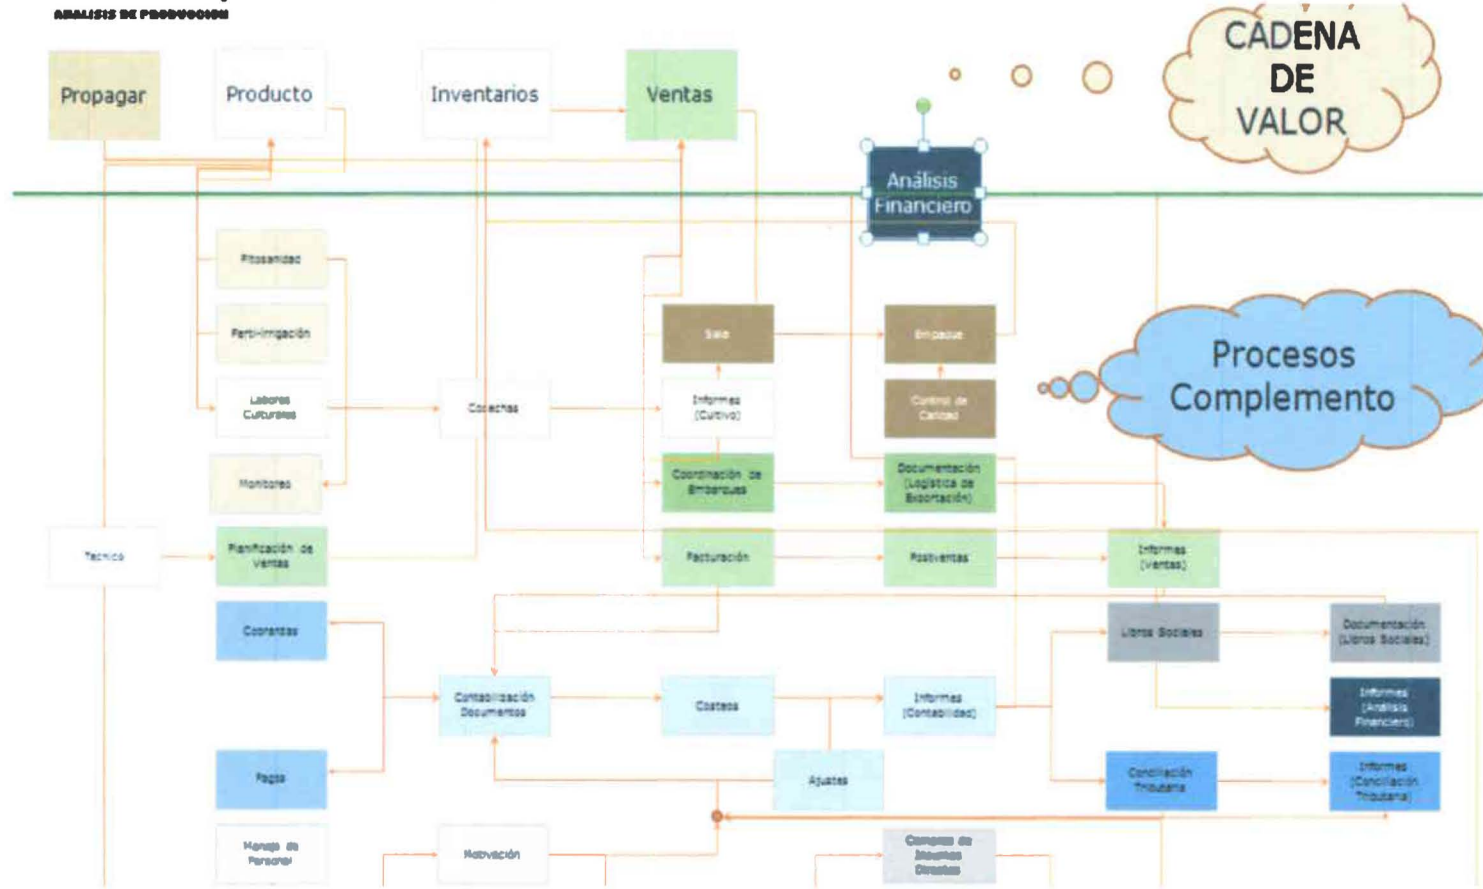 ANALISIS DE PRODUCCION
CADENA
DE
VALOR
Propagar
Producto
Inventarios
Ventas
Análisis
Financiero
Fitosanidad
Ferti-irrigación
Sala
Empaque
Procesos
Complemento
Labores
Culturales
Cosechas
Informes
(Cultivo)
Control de
Calidad
Monitoreo
Coordinación de
Embarques
Documentación
(Logística de
Exportación)
Tecnico
Planificación de
Ventas
Facturación
Postventas
Informes
(Ventas)
Cobranzas
Libros Sociales
Documentación
(Libros Sociales)
Contabilización
Documentos
Costeos
Informes
(Contabilidad)
Informes
(Análisis
Financiero)
Pagos
Ajustes
Conciliación
Tributaria
Informes
(Conciliación
Tributaria)
Manejo de
Personal
Motivación
Compras de
Insumos
Directos